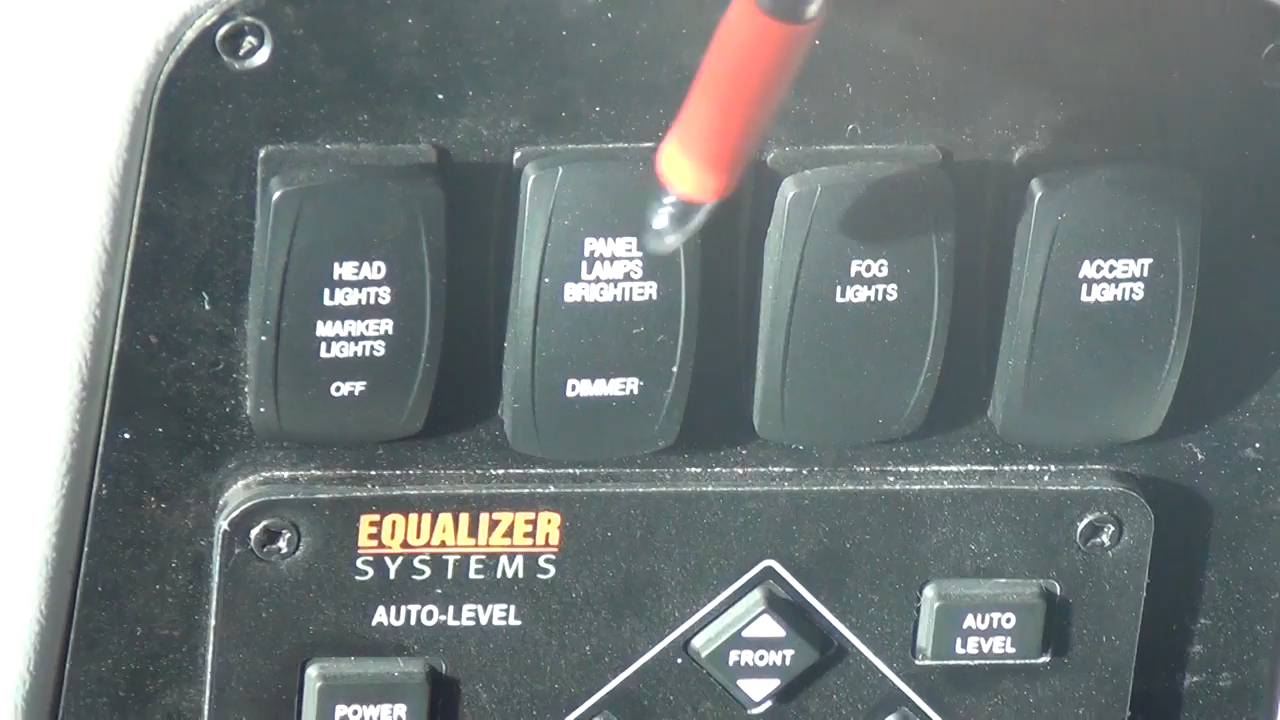 HEAD
LIGHTS
MARKER
LIGHTS
OFF
PANEL
LAMPS
BRIGHTER
DIMMER
FOG
LIGHTS
ACCENT
LIGHTS
EQUALIZER
SYSTEMS
AUTO-LEVEL
POWER
FRONT
AUTO
LEVEL